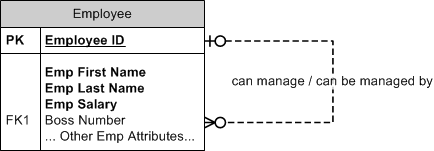 Employee
PK Employee ID
Emp First Name
Emp Last Name
Emp Salary
FK1 Boss Number
... Other Emp Attributes...
can manage / can be managed by